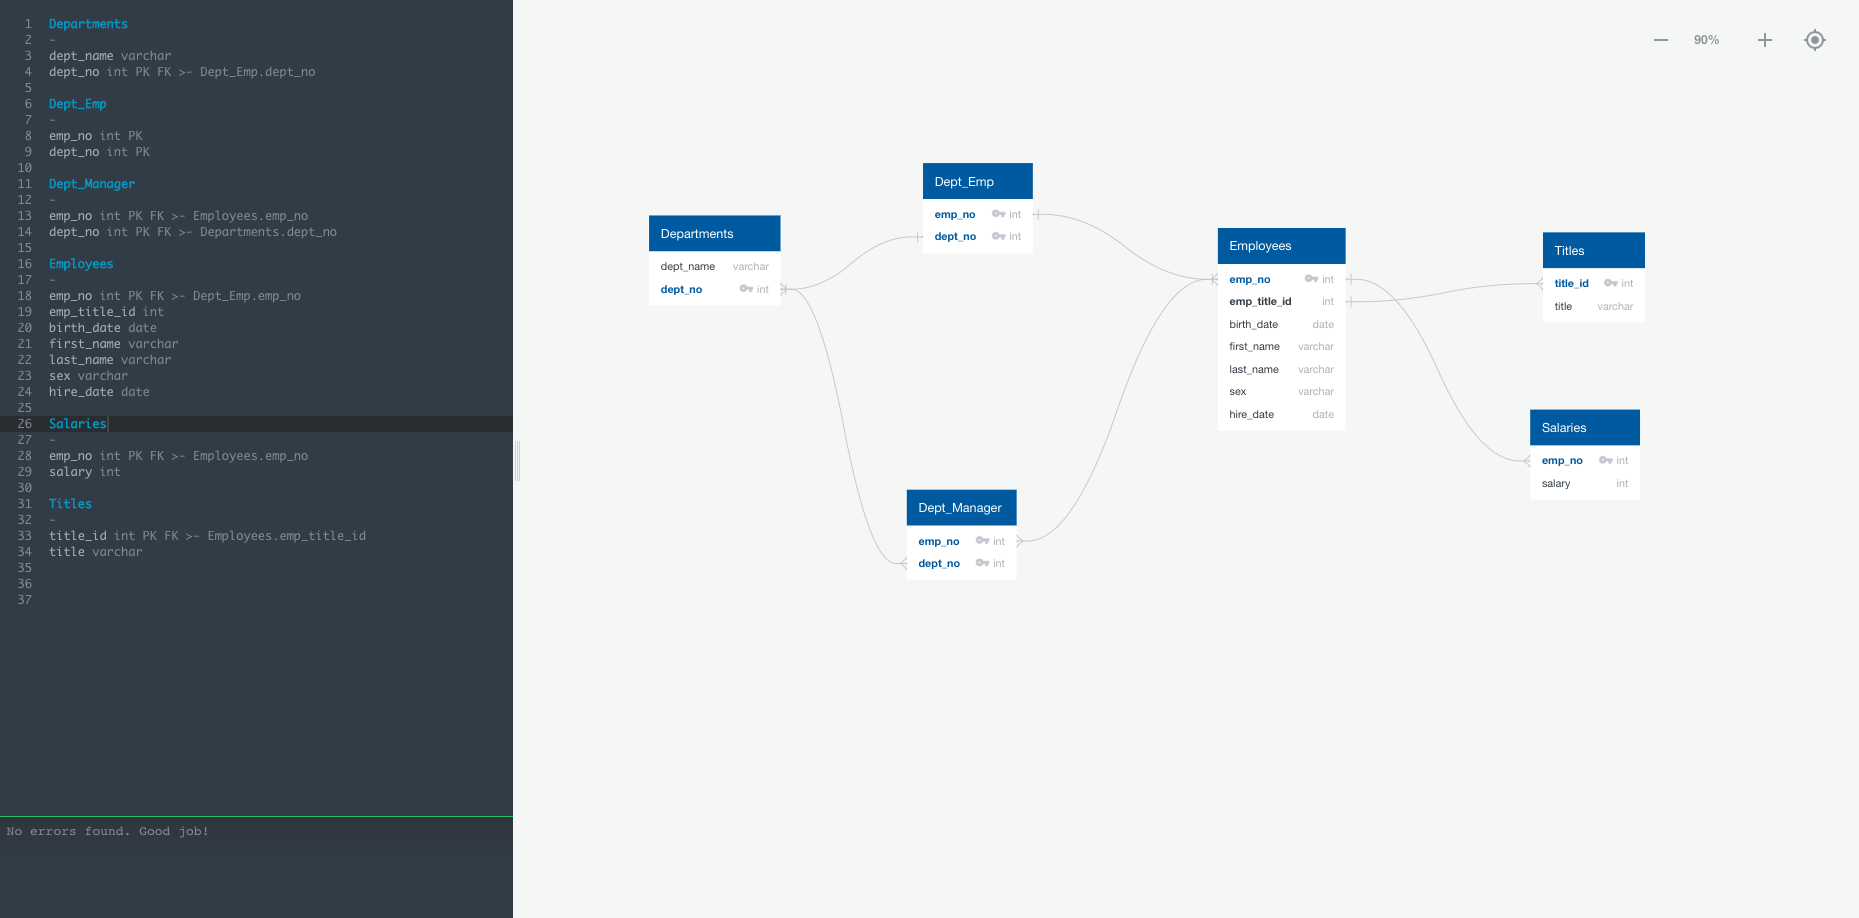 1 Departments
2 -
3 dept_name varchar
4 dept_no int PK FK >- Dept_Emp.dept_no
5
6 Dept_Emp
7 -
8 emp_no int PK
9 dept_no int PK
10
11 Dept_Manager
12 -
13 emp_no int PK FK >- Employees.emp_no
14 dept_no int PK FK >- Departments.dept_no
15
16 Employees
17 -
18 emp_no int PK FK >- Dept_Emp.emp_no
19 emp_title_id int
20 birth_date date
21 first_name varchar
22 last_name varchar
23 sex varchar
24 hire_date date
25
26 Salaries
27 -
28 emp_no int PK FK >- Employees.emp_no
29 salary int
30
31 Titles
32 -
33 title_id int PK FK >- Employees.emp_title_id
34 title varchar
35
36
37
No errors found. Good job!
90%
Departments
dept_name varchar
dept_no int
Dept_Emp
emp_no int
dept_no int
Dept_Manager
emp_no int
dept_no int
Employees
emp_no int
emp_title_id int
birth_date date
first_name varchar
last_name varchar
sex varchar
hire_date date
Titles
title_id int
title varchar
Salaries
emp_no int
salary int